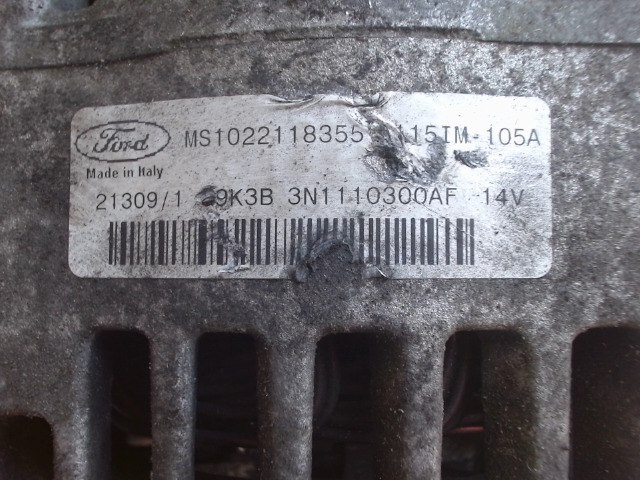 Ford MS1022118355 115IM-105A
Made in Italy
21309/1 9K3B 3N1110300AF 14V